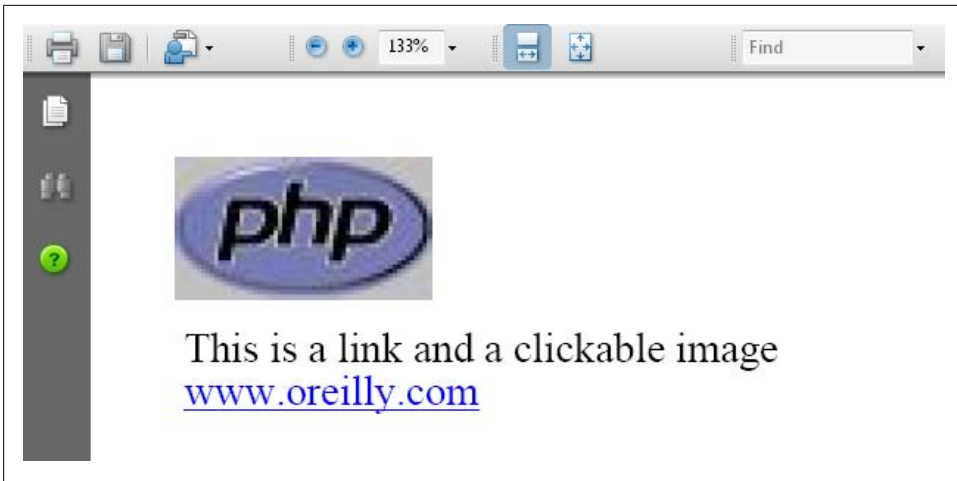 133%
Find
?
php
This is a link and a clickable image
www.oreilly.com